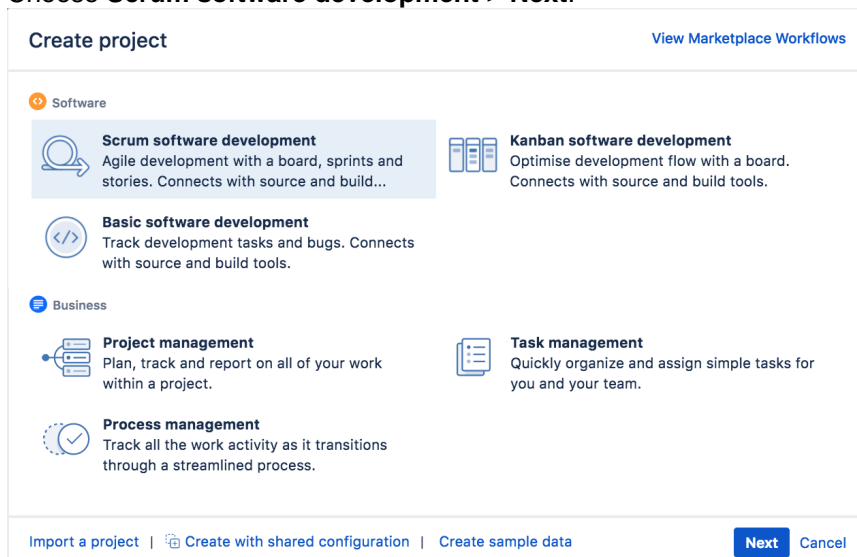 Choose Scrum software development > Next.
Create project
View Marketplace Workflows
Software
Scrum software development
Agile development with a board, sprints and
stories. Connects with source and build...
Kanban software development
Optimise development flow with a board.
Connects with source and build tools.
Basic software development
Track development tasks and bugs. Connects
with source and build tools.
Business
Project management
Plan, track and report on all of your work
within a project.
Task management
Quickly organize and assign simple tasks for
you and your team.
Process management
Track all the work activity as it transitions
through a streamlined process.
Import a project | Create with shared configuration | Create sample data
Next Cancel